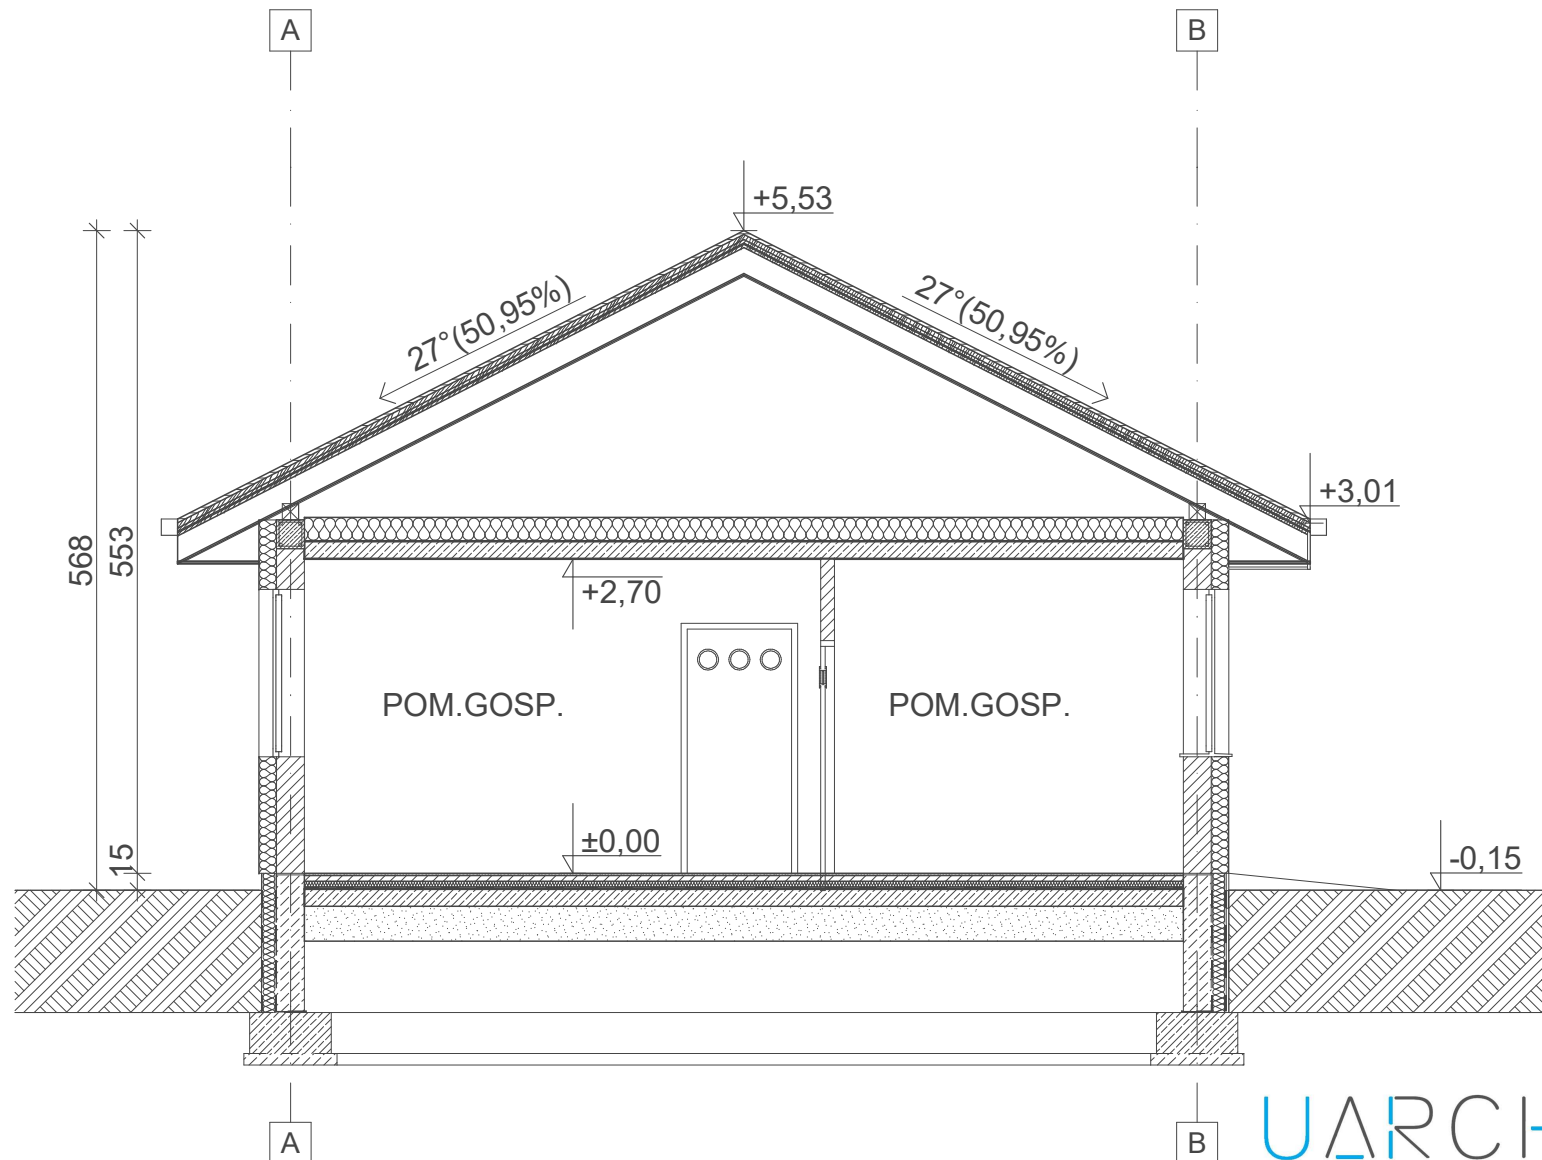 A
B
+5,53
27°(50,95%)
27°(50,95%)
+3,01
568
553
+2,70
POM.GOSP.
POM.GOSP.
±0,00
15
-0,15
A
B
UARCH